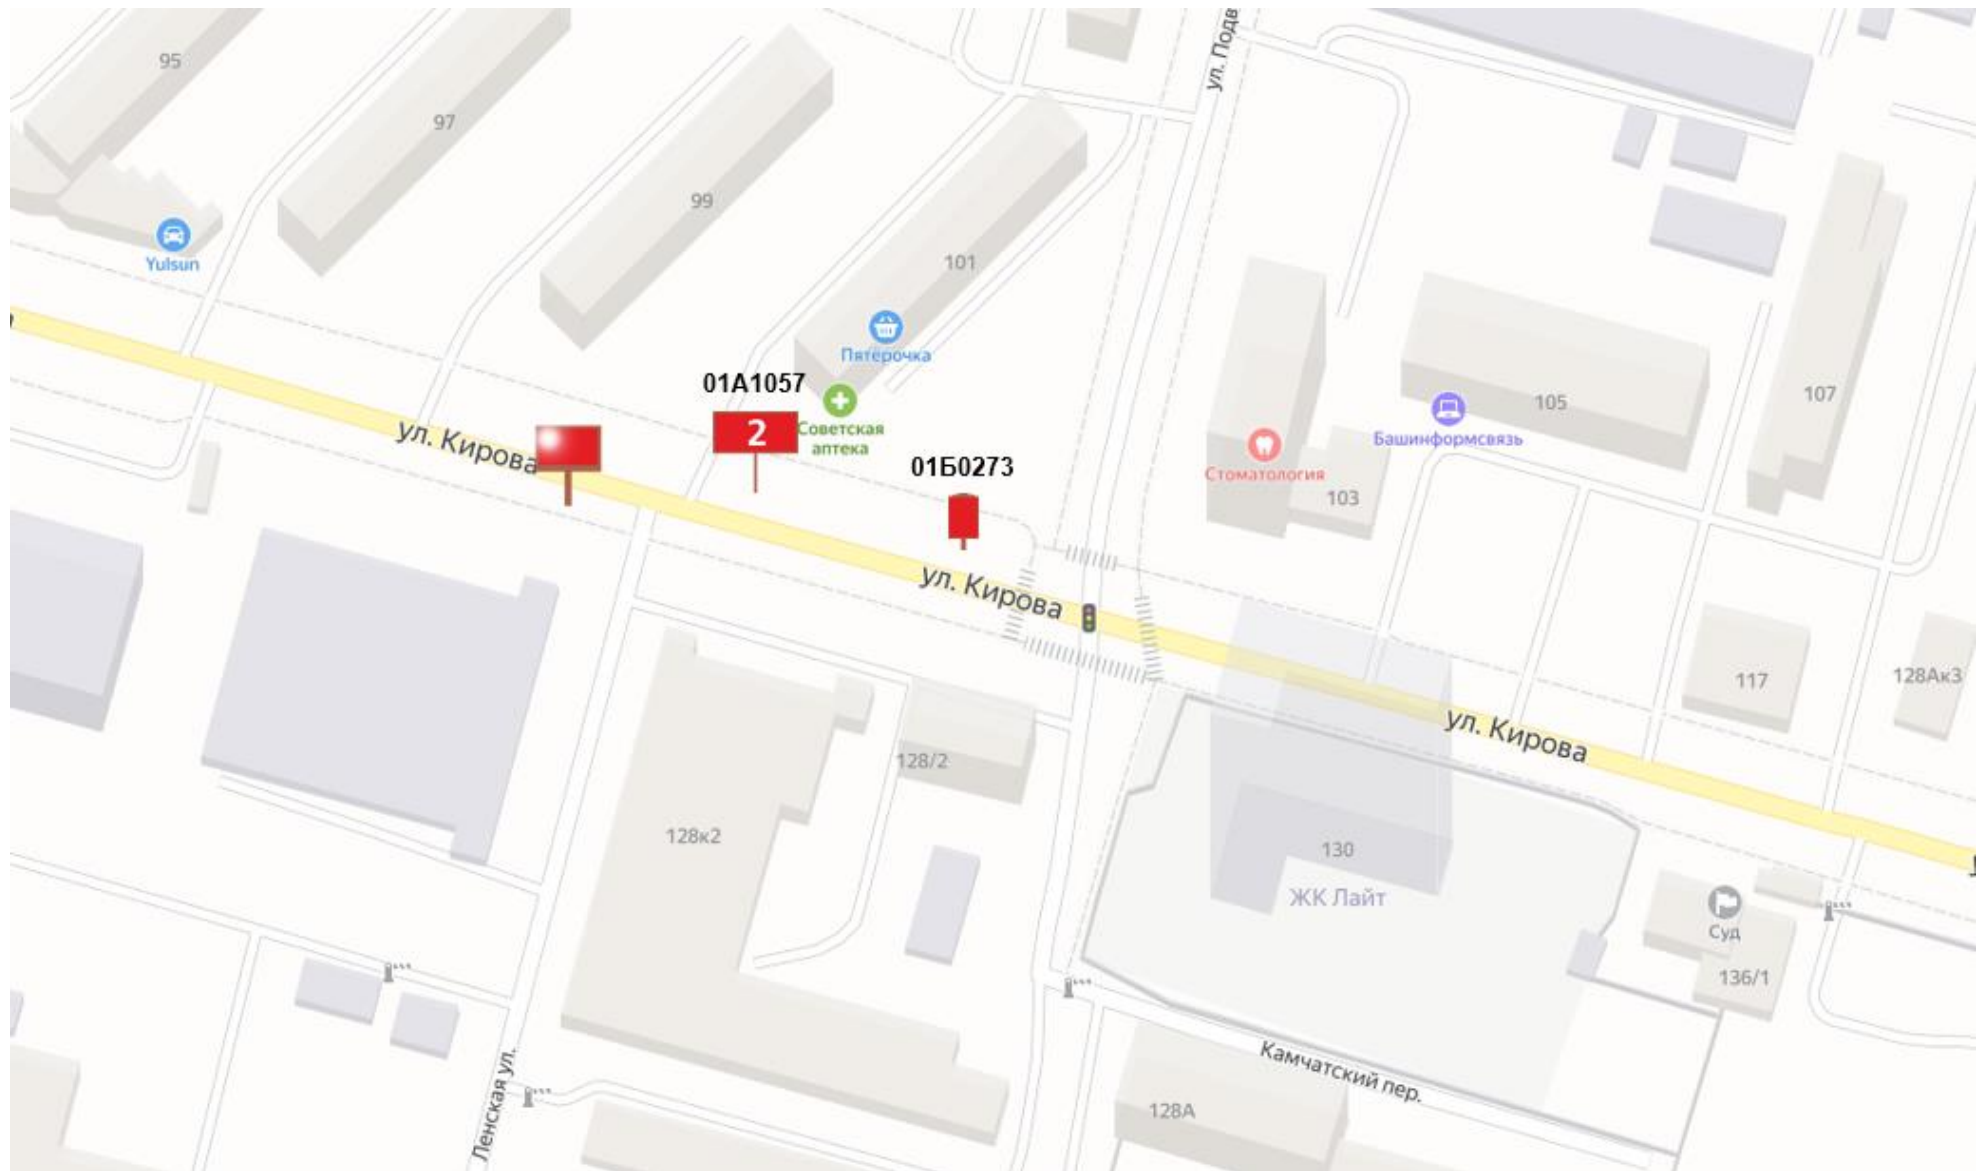 95
97
99
101
ул. Подв
Yulsun
Пятёрочка
01А1057
2
Советская
аптека
01Б0273
ул. Кирова
ул. Кирова
Стоматология
103
Башинформсвязь
105
107
117
128Ак3
ул. Кирова
128/2
128к2
130
ЖК Лайт
Суд
136/1
Камчатский пер.
128А
Ленская ул.